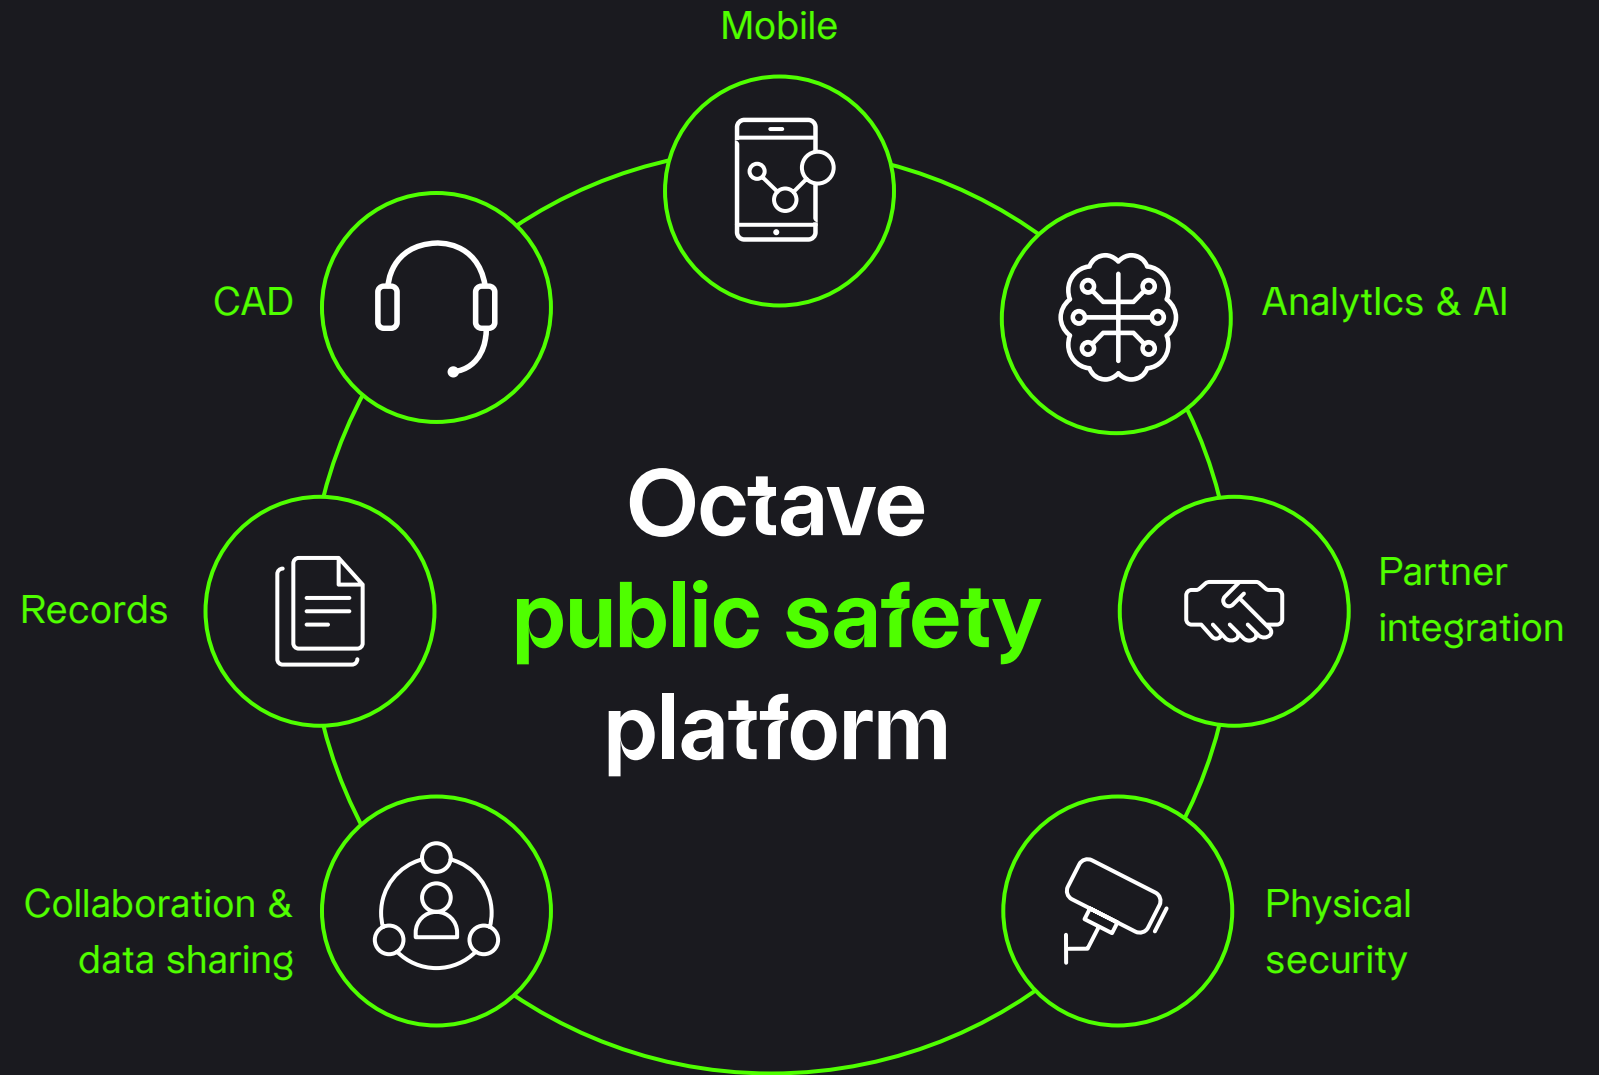 Mobile
CAD
AnalytIcs & AI
Octave
public safety
platform
Records
Partner
integration
Collaboration &
data sharing
Physical
security